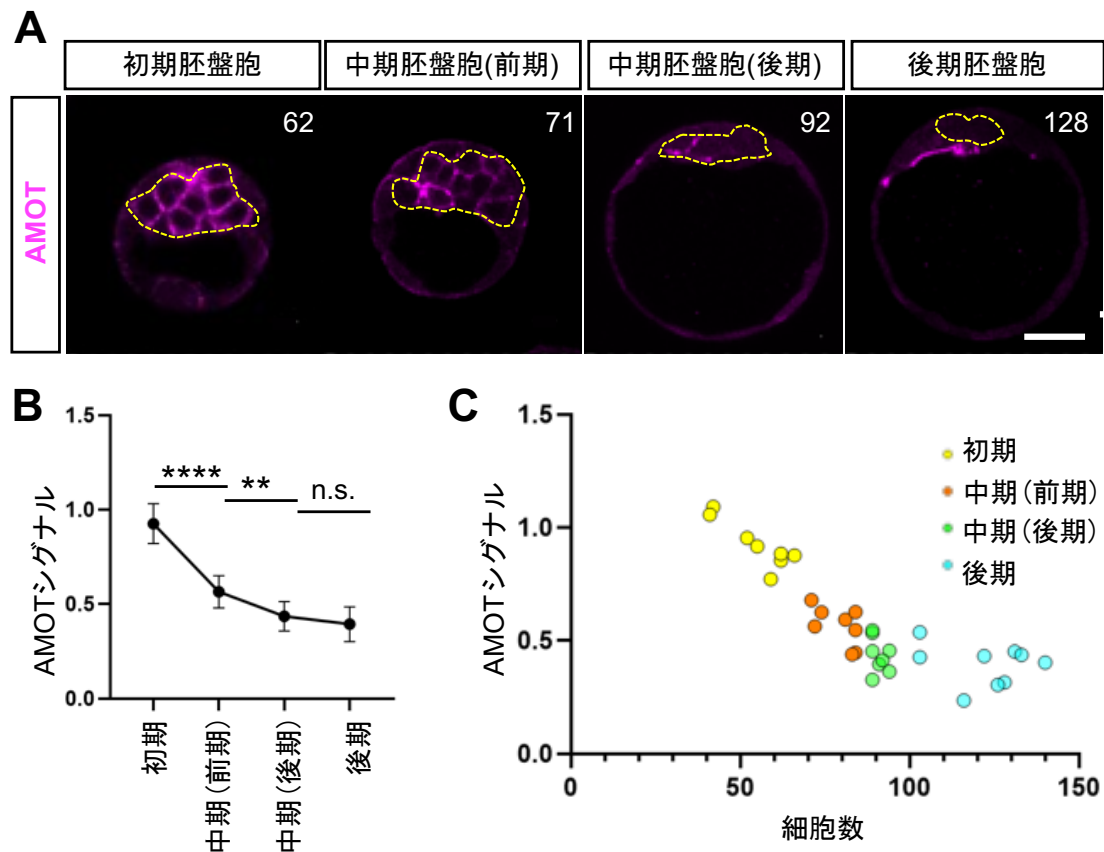 A
初期胚盤胞
中期胚盤胞(前期)
中期胚盤胞(後期)
後期胚盤胞
AMOT
62
71
92
128
B
AMOTシグナル
1.5
1.0
0.5
0.0
****
**
n.s.
初期
中期(前期)
中期(後期)
後期
C
AMOTシグナル
1.5
1.0
0.5
0.0
初期
中期(前期)
中期(後期)
後期
0
50
100
150
細胞数